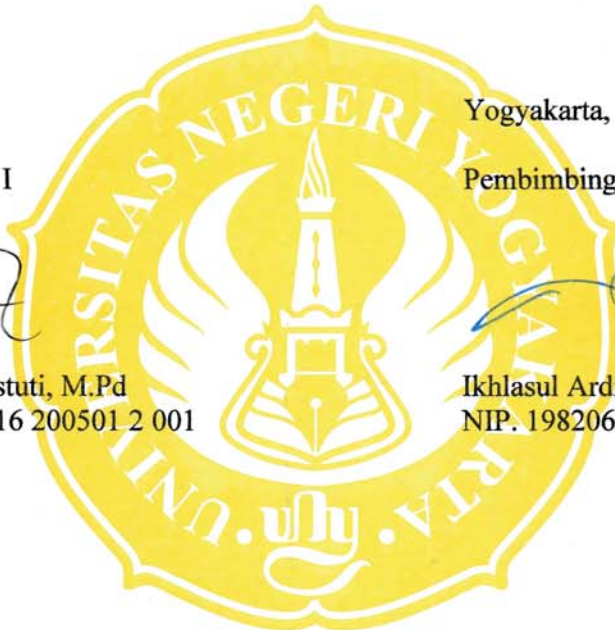 Yogyakarta,
I
Pembimbing
stuti, M.Pd
Ikhlasul Ard
16 200501 2 001
NIP. 198206
UNIVERSITAS NEGERI YOGYAKARTA
uny